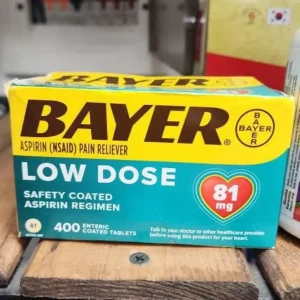 BAYER®
BAYER
BAYER
ASPIRIN (NSAID) PAIN RELIEVER
LOW DOSE
81
mg
SAFETY COATED
ASPIRIN REGIMEN
400 ENTERIC
COATED TABLETS
Talk to your doctor or other healthcare provider
before using this product for your heart.